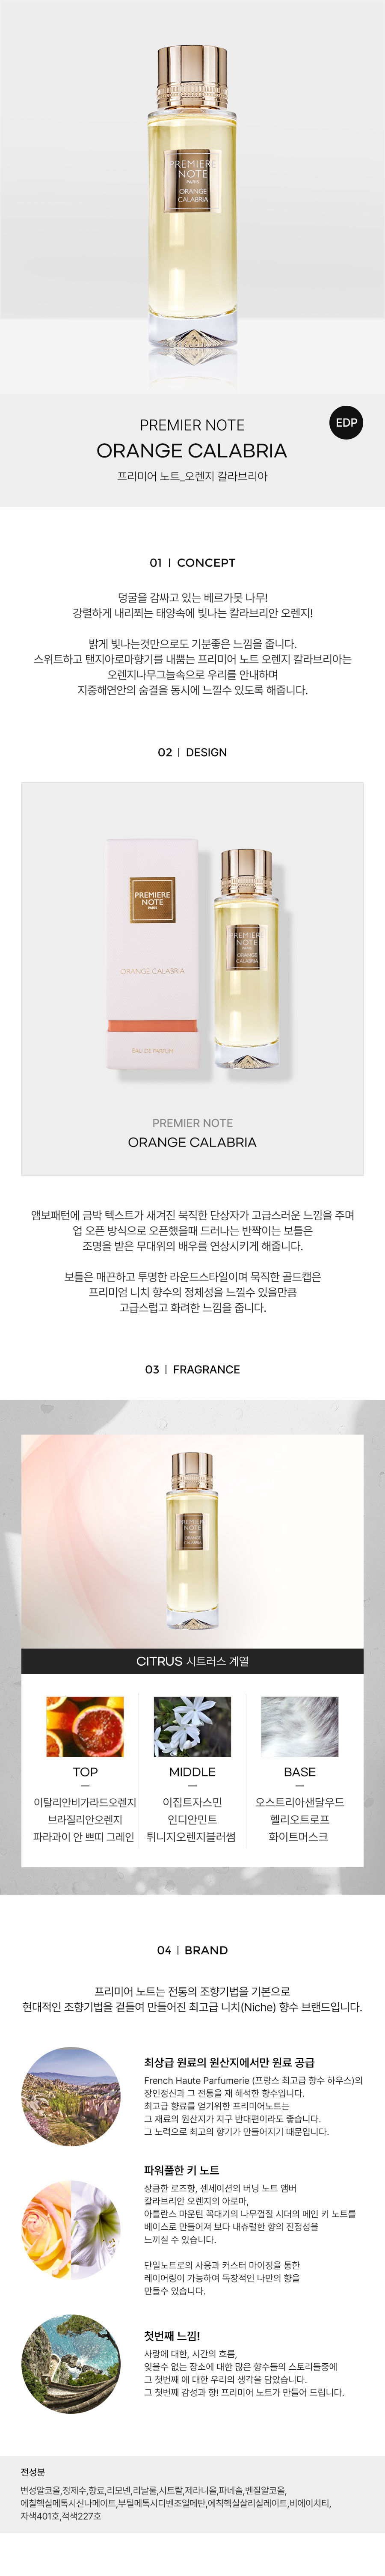 PREMIERE
NOTE
PARIS
ORANGE
CALABRIA
EDP
PREMIER NOTE
ORANGE CALABRIA
프리미어 노트_오렌지 칼라브리아
01 | CONCEPT
덩굴을 감싸고 있는 베르가못 나무!
강렬하게 내리쬐는 태양속에 빛나는 칼라브리안 오렌지!
밝게 빛나는것만으로도 기분좋은 느낌을 줍니다.
스위트하고 탠지아로마향기를 내뿜는 프리미어 노트 오렌지 칼라브리아는
오렌지나무그늘속으로 우리를 안내하며
지중해연안의 숨결을 동시에 느낄수 있도록 해줍니다.
02 | DESIGN
PREMIERE
NOTE
PARIS
ORANGE CALABRIA
EAU DE PARFUM
PREMIERE
NOTE
PARIS
ORANGE
CALABRIA
PREMIER NOTE
ORANGE CALABRIA
앰보패턴에 금박 텍스트가 새겨진 묵직한 단상자가 고급스러운 느낌을 주며
업 오픈 방식으로 오픈했을때 드러나는 반짝이는 보틀은
조명을 받은 무대위의 배우를 연상시키게 해줍니다.
보틀은 매끈하고 투명한 라운드스타일이며 묵직한 골드캡은
프리미엄 니치 향수의 정체성을 느낄수 있을만큼
고급스럽고 화려한 느낌을 줍니다.
03 | FRAGRANCE
PREMIERE
NOTE
PARIS
ORANGE
CALABRIA
CITRUS 시트러스 계열
TOP
이탈리안비가라드오렌지
브라질리안오렌지
파라과이 안 쁘띠 그레인
MIDDLE
이집트자스민
인디안민트
튀니지오렌지블러썸
BASE
오스트리아샌달우드
헬리오트로프
화이트머스크
04 | BRAND
프리미어 노트는 전통의 조향기법을 기본으로
현대적인 조향기법을 곁들여 만들어진 최고급 니치(Niche) 향수 브랜드입니다.
최상급 원료의 원산지에서만 원료 공급
French Haute Parfumerie (프랑스 최고급 향수 하우스)의
장인정신과 그 전통을 재 해석한 향수입니다.
최고급 향료를 얻기위한 프리미어노트는
그 재료의 원산지가 지구 반대편이라도 좋습니다.
그 노력으로 최고의 향기가 만들어지기 때문입니다.
파워풀한 키 노트
상큼한 로즈향, 센세이션의 버닝 노트 앰버
칼라브리안 오렌지의 아로마,
아틀란스 마운틴 꼭대기의 나무껍질 시더의 메인 키 노트를
베이스로 만들어져 보다 내츄럴한 향의 진정성을
느끼실 수 있습니다.
단일노트로의 사용과 커스터 마이징을 통한
레이어링이 가능하여 독창적인 나만의 향을
만들수 있습니다.
첫번째 느낌!
사랑에 대한, 시간의 흐름,
잊을수 없는 장소에 대한 많은 향수들의 스토리들중에
그 첫번째 에 대한 우리의 생각을 담았습니다.
그 첫번째 감성과 향! 프리미어 노트가 만들어 드립니다.
전성분
변성알코올,정제수,향료,리모넨,리날룰,시트랄,제라니올,파네솔,벤질알코올,
에칠헥실메톡시신나메이트,부틸메톡시디벤조일메탄,에칙헥실살리실레이트,비에이치티,
자색401호,적색227호